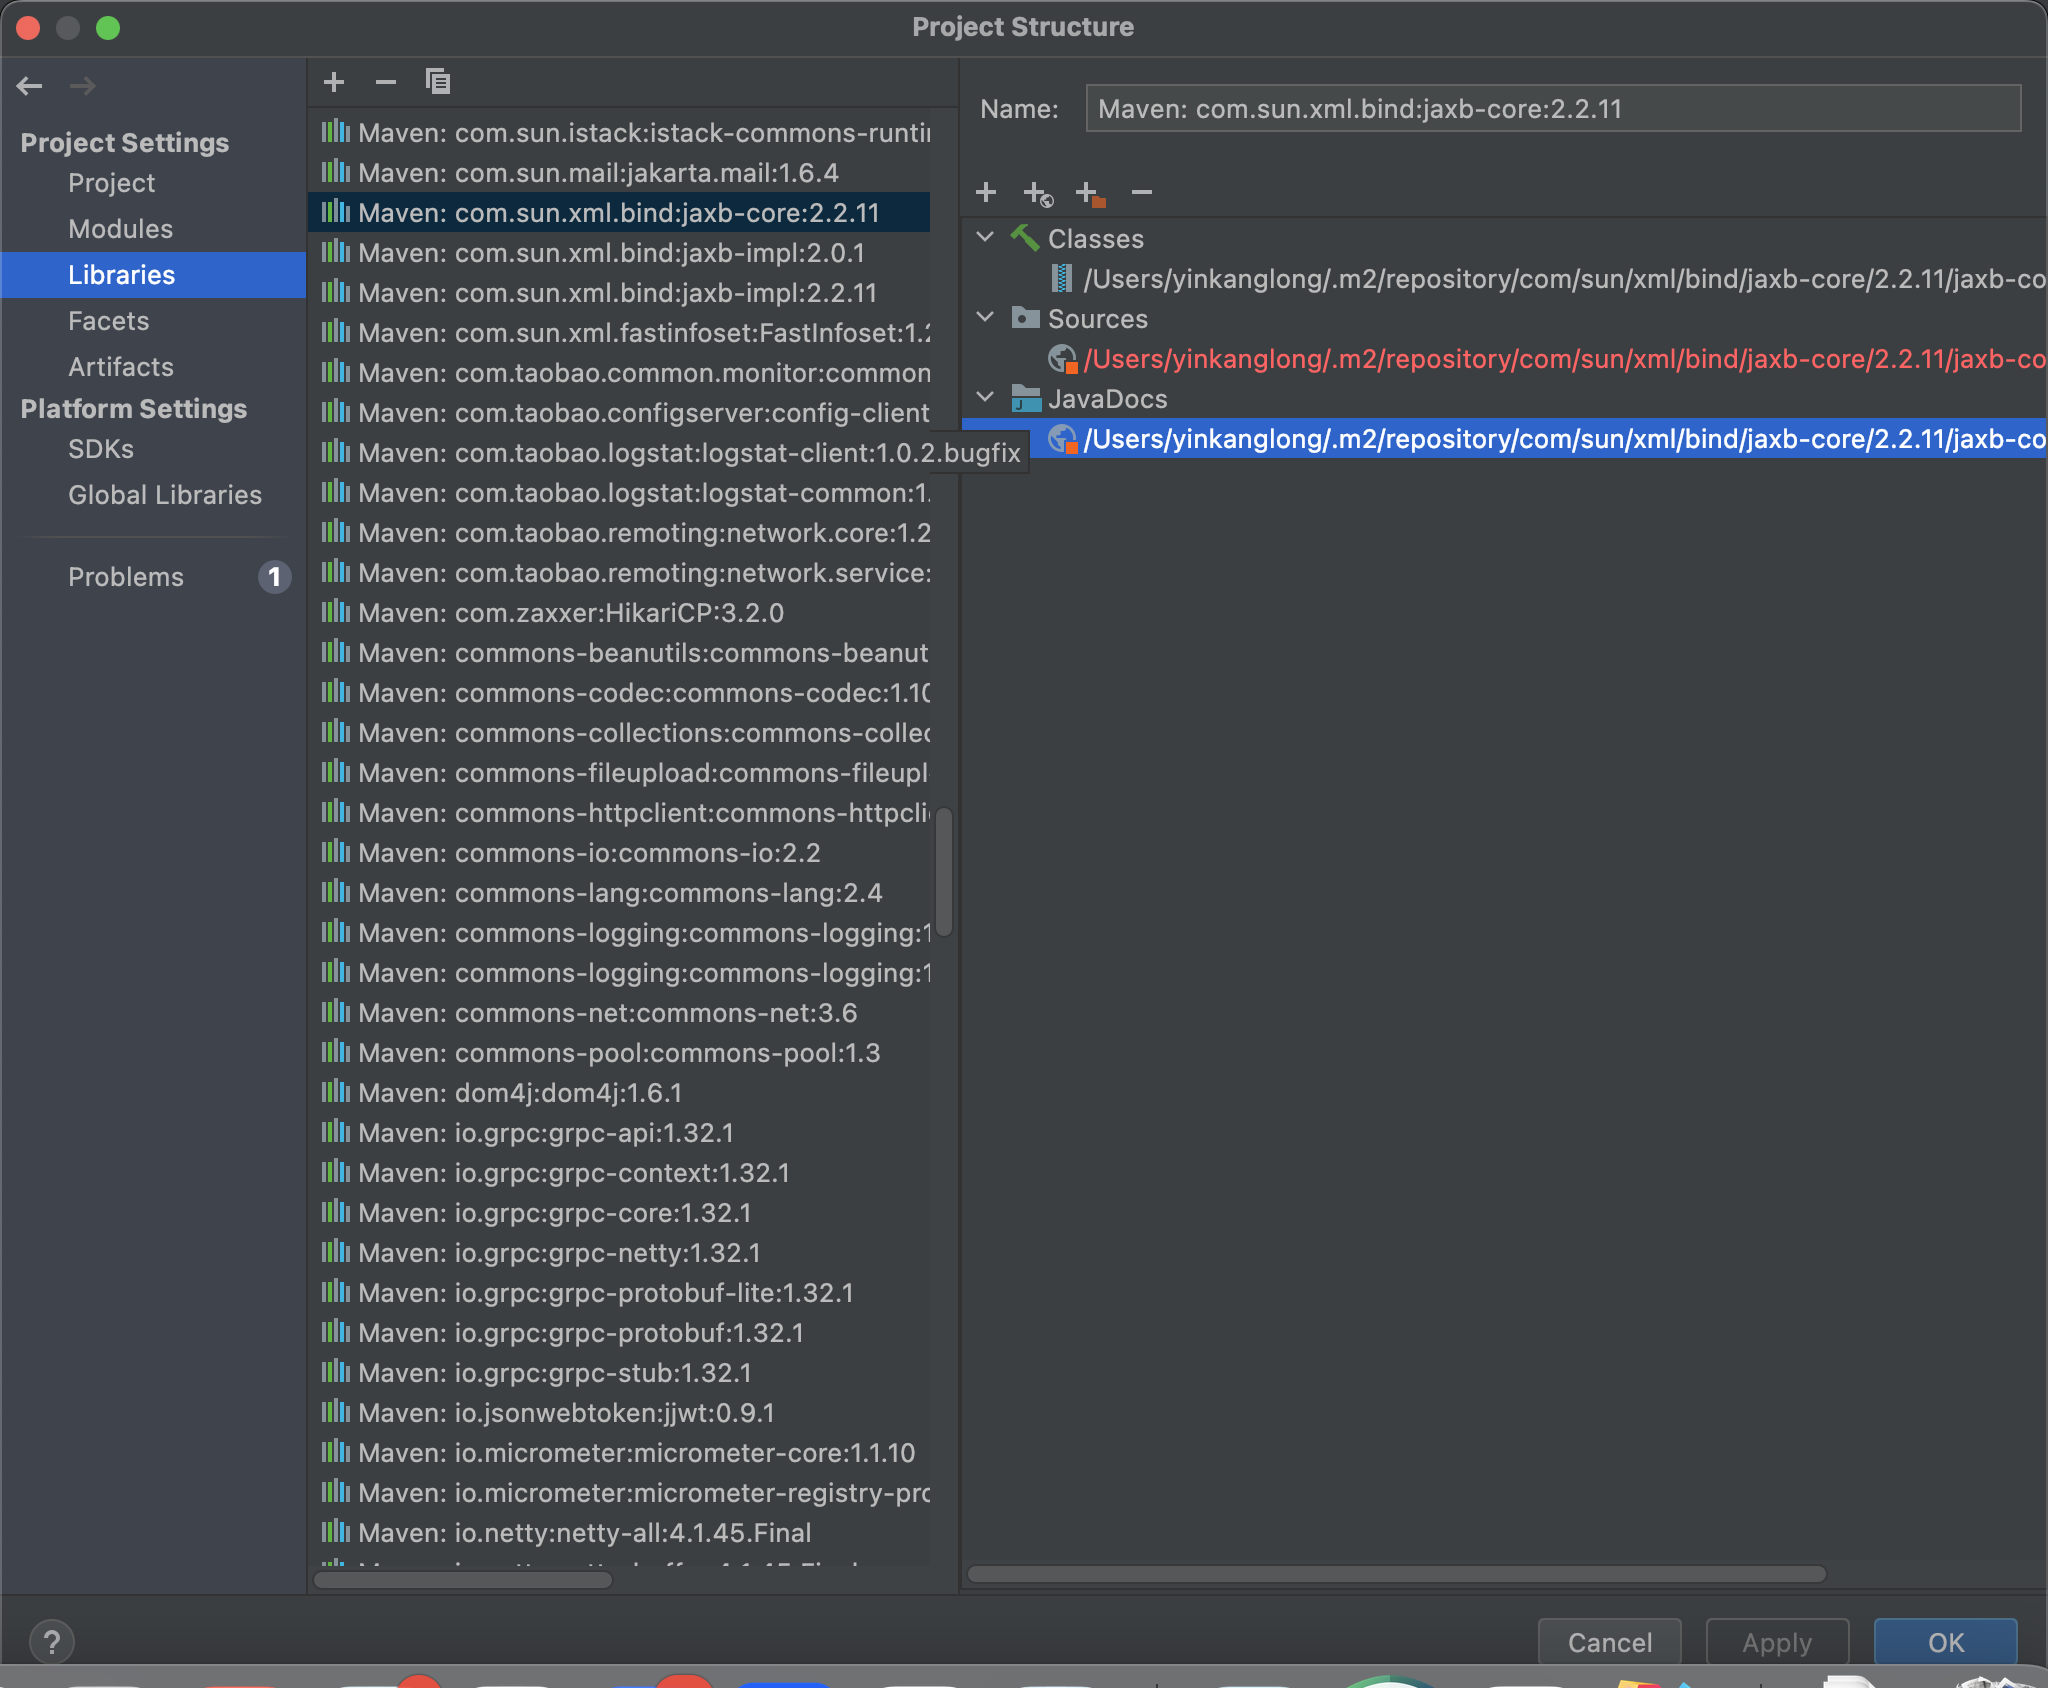 Project Structure
Project Settings
Project
Modules
Libraries
Facets
Artifacts
Platform Settings
SDKs
Global Libraries
Problems 1
Maven: com.sun.istack:istack-commons-runti
Maven: com.sun.mail:jakarta.mail:1.6.4
Maven: com.sun.xml.bind:jaxb-core:2.2.11
Maven: com.sun.xml.bind:jaxb-impl:2.0.1
Maven: com.sun.xml.bind:jaxb-impl:2.2.11
Maven: com.sun.xml.fastinfoset:FastInfoset:1.2
Maven: com.taobao.common.monitor:common
Maven: com.taobao.configserver:config-client
Maven: com.taobao.logstat:logstat-client:1.0.2.bugfix
Maven: com.taobao.logstat:logstat-common:1.
Maven: com.taobao.remoting:network.core:1.2
Maven: com.taobao.remoting:network.service:
Maven: com.zaxxer:HikariCP:3.2.0
Maven: commons-beanutils:commons-beanut
Maven: commons-codec:commons-codec:1.10
Maven: commons-collections:commons-collec
Maven: commons-fileupload:commons-fileupl
Maven: commons-httpclient:commons-httpcli
Maven: commons-io:commons-io:2.2
Maven: commons-lang:commons-lang:2.4
Maven: commons-logging:commons-logging:1
Maven: commons-logging:commons-logging:1
Maven: commons-net:commons-net:3.6
Maven: commons-pool:commons-pool:1.3
Maven: dom4j:dom4j:1.6.1
Maven: io.grpc:grpc-api:1.32.1
Maven: io.grpc:grpc-context:1.32.1
Maven: io.grpc:grpc-core:1.32.1
Maven: io.grpc:grpc-netty:1.32.1
Maven: io.grpc:grpc-protobuf-lite:1.32.1
Maven: io.grpc:grpc-protobuf:1.32.1
Maven: io.grpc:grpc-stub:1.32.1
Maven: io.jsonwebtoken:jjwt:0.9.1
Maven: io.micrometer:micrometer-core:1.1.10
Maven: io.micrometer:micrometer-registry-pro
Maven: io.netty:netty-all:4.1.45.Final
Name: Maven: com.sun.xml.bind:jaxb-core:2.2.11
Classes
/Users/yinkanglong/.m2/repository/com/sun/xml/bind/jaxb-core/2.2.11/jaxb-co
Sources
/Users/yinkanglong/.m2/repository/com/sun/xml/bind/jaxb-core/2.2.11/jaxb-co
JavaDocs
/Users/yinkanglong/.m2/repository/com/sun/xml/bind/jaxb-core/2.2.11/jaxb-co
? Cancel Apply OK